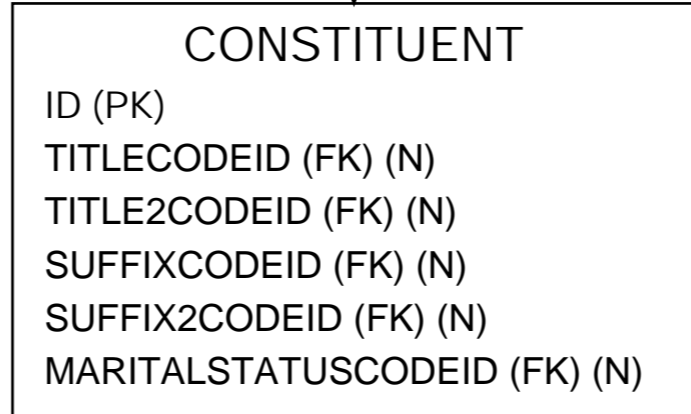 CONSTITUENT
ID (PK)
TITLECODEID (FK) (N)
TITLE2CODEID (FK) (N)
SUFFIXCODEID (FK) (N)
SUFFIX2CODEID (FK) (N)
MARITALSTATUSCODEID (FK) (N)